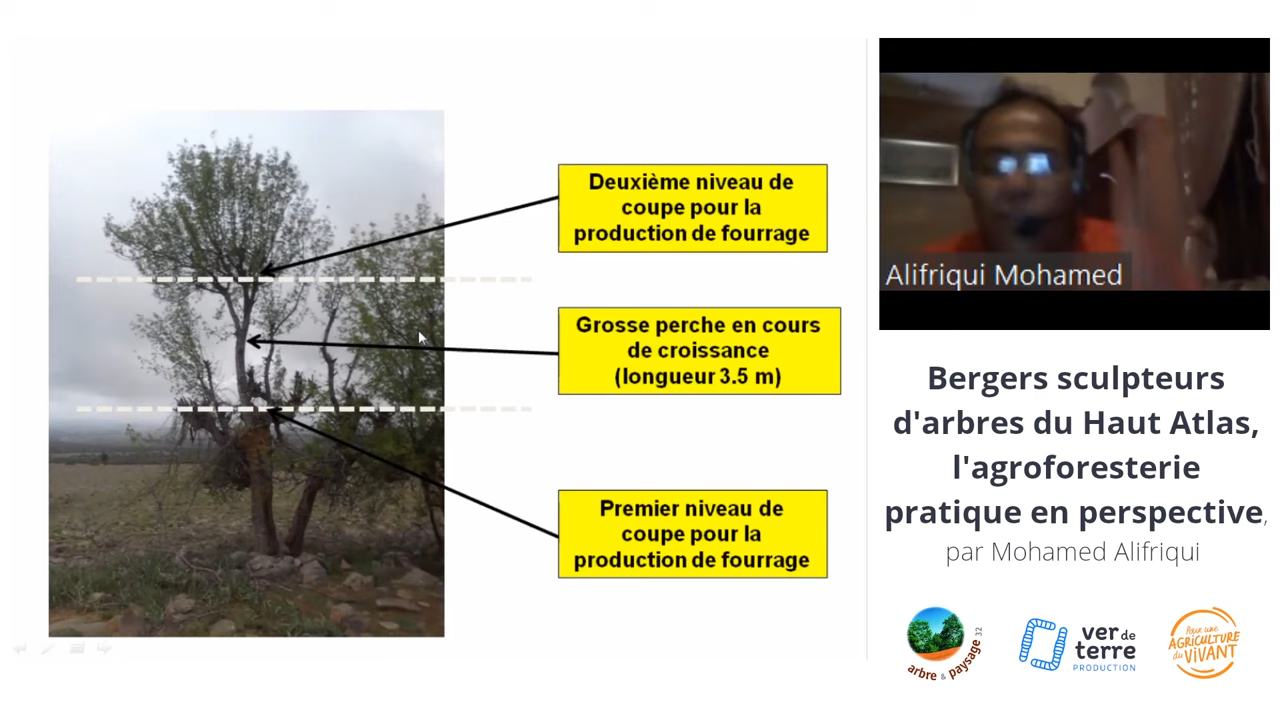 Deuxième niveau de
coupe pour la
production de fourrage
Grosse perche en cours
de croissance
(longueur 3.5 m)
Premier niveau de
coupe pour la
production de fourrage
Alifriqui Mohamed
Bergers sculpteurs
d'arbres du Haut Atlas,
l'agroforesterie
pratique en perspective,
par Mohamed Alifriqui
arbre & paysage 32
ver de
terre
PRODUCTION
Pour une
AGRICULTURE
du VIVANT